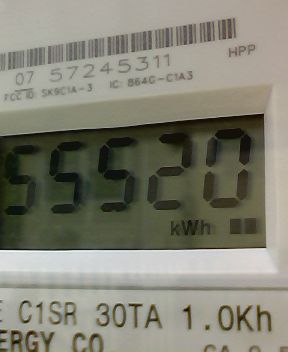 HPP
07 57245311
FCC ID: SK9C1A-3 IC: 864G-C1A3
55520
kWh
C1SR 30TA 1.0Kh
ERGY CO